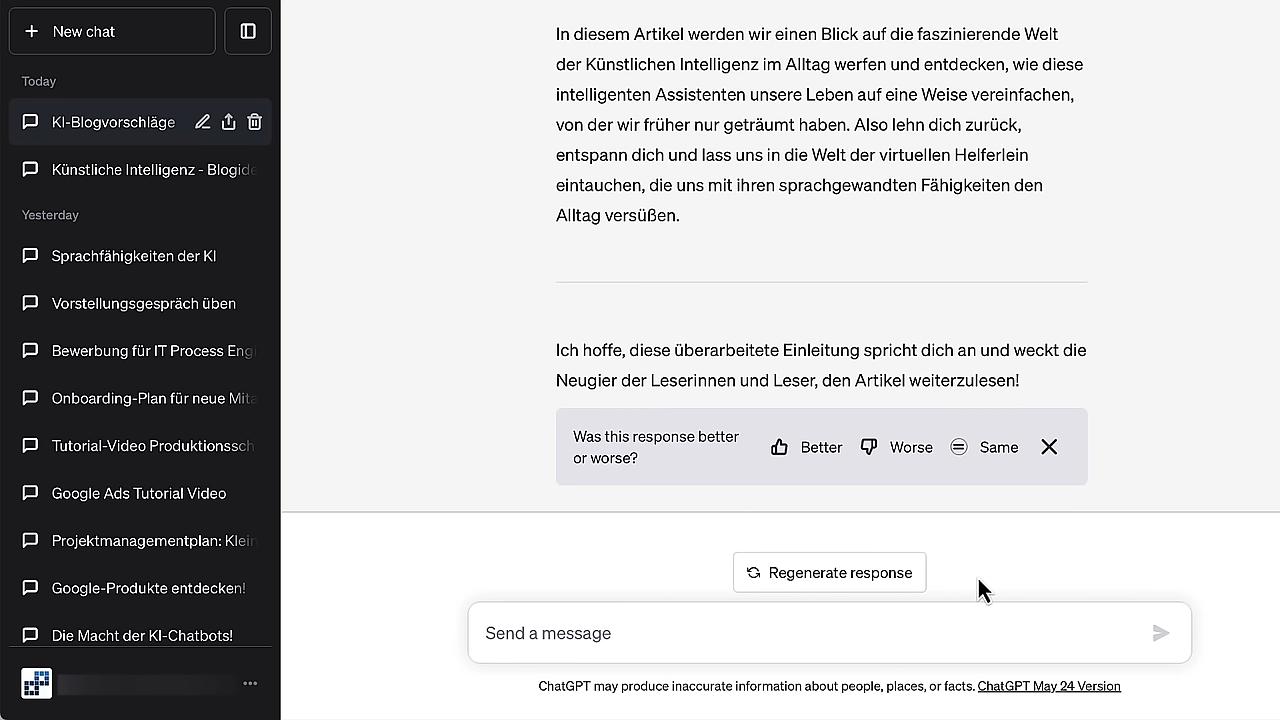 New chat
Today
KI-Blogvorschläge
Künstliche Intelligenz - Blogide
Yesterday
Sprachfähigkeiten der KI
Vorstellungsgespräch üben
Bewerbung für IT Process Engi
Onboarding-Plan für neue Mita
Tutorial-Video Produktionssch
Google Ads Tutorial Video
Projektmanagementplan: Klein
Google-Produkte entdecken!
Die Macht der KI-Chatbots!
In diesem Artikel werden wir einen Blick auf die faszinierende Welt
der Künstlichen Intelligenz im Alltag werfen und entdecken, wie diese
intelligenten Assistenten unsere Leben auf eine Weise vereinfachen,
von der wir früher nur geträumt haben. Also lehn dich zurück,
entspann dich und lass uns in die Welt der virtuellen Helferlein
eintauchen, die uns mit ihren sprachgewandten Fähigkeiten den
Alltag versüßen.
Ich hoffe, diese überarbeitete Einleitung spricht dich an und weckt die
Neugier der Leserinnen und Leser, den Artikel weiterzulesen!
Was this response better
or worse?
Better Worse Same
Regenerate response
Send a message
ChatGPT may produce inaccurate information about people, places, or facts. ChatGPT May 24 Version